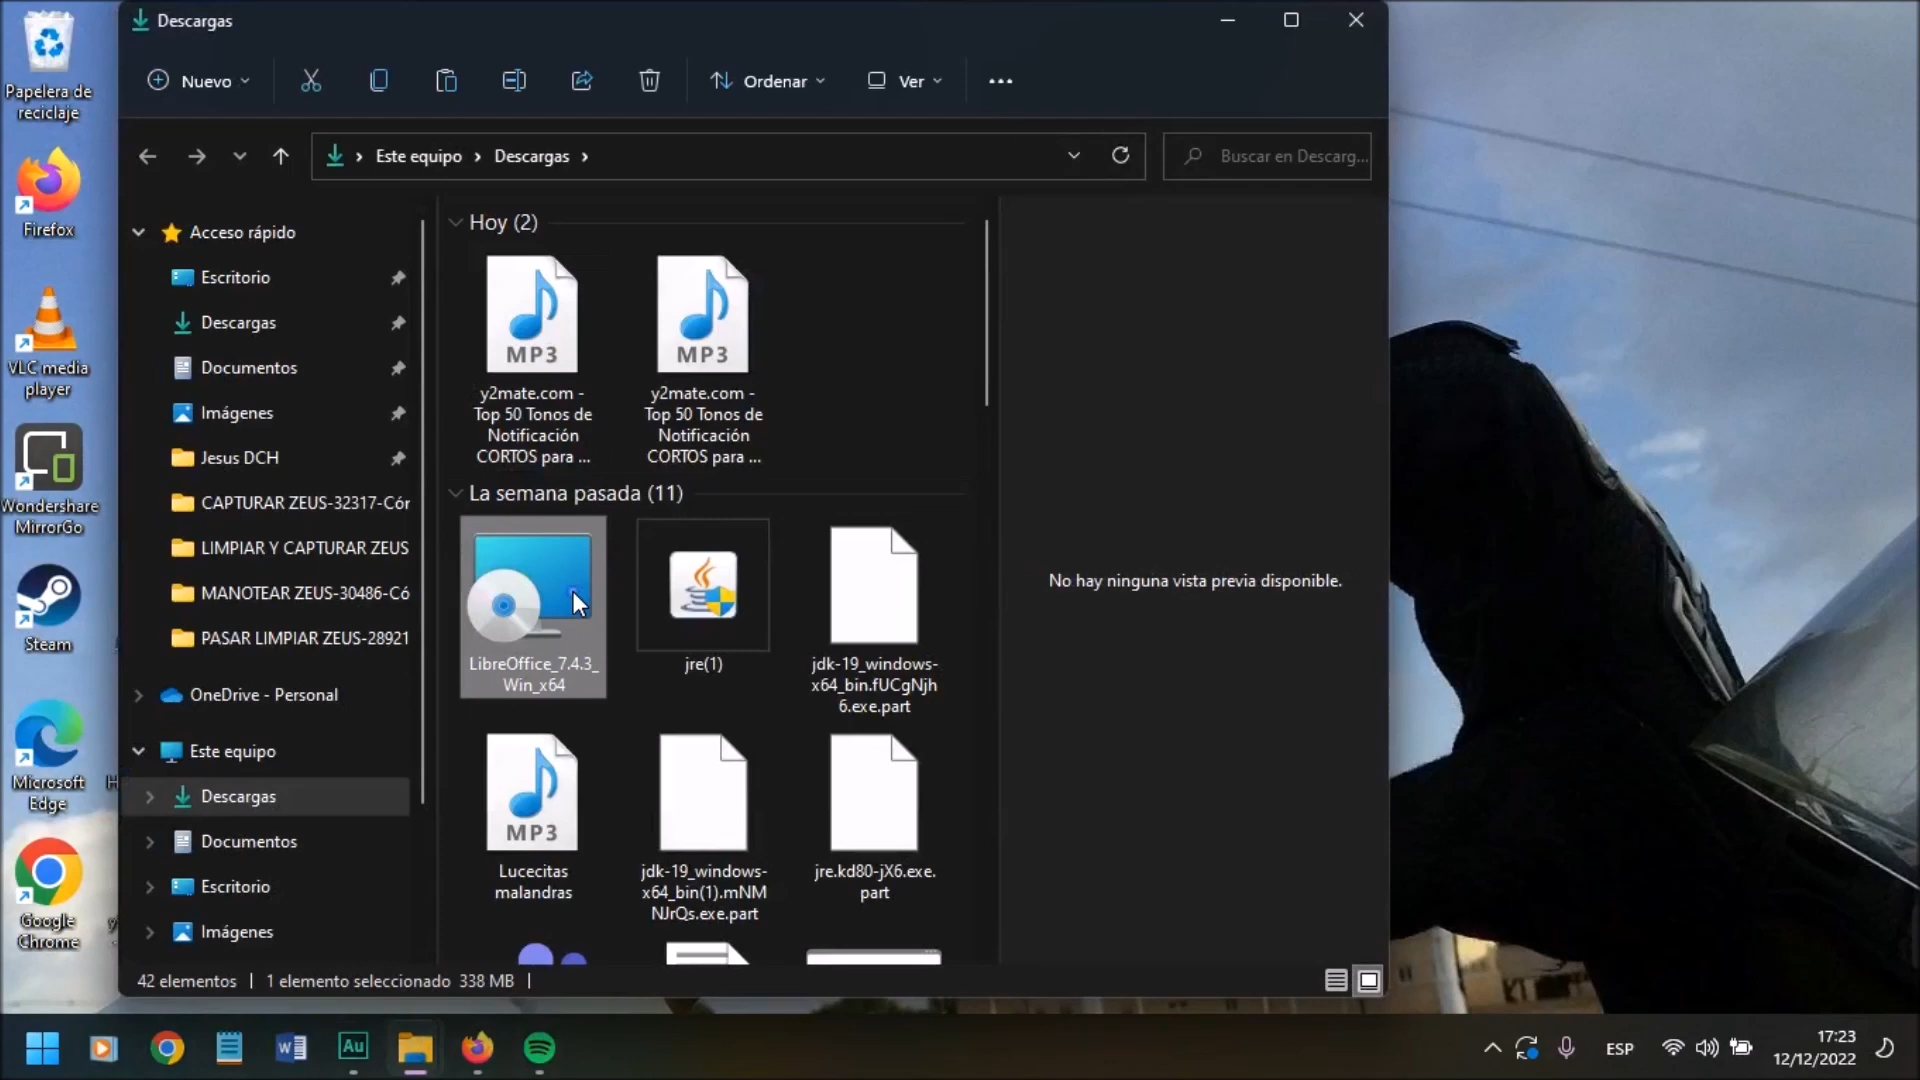 Descargas
Nuevo
Ordenar
Ver
Este equipo
Descargas
Buscar en Descarg...
Papelera de
reciclaje
Firefox
VLC media
player
Wondershare
MirrorGo
Steam
Microsoft
Edge
Google
Chrome
Acceso rápido
Escritorio
Descargas
Documentos
Imágenes
Jesus DCH
CAPTURAR ZEUS-32317-Cór
LIMPIAR Y CAPTURAR ZEUS
MANOTEAR ZEUS-30486-Có
PASAR LIMPIAR ZEUS-28921
OneDrive - Personal
Este equipo
Descargas
Documentos
Escritorio
Imágenes
Hoy (2)
MP3
y2mate.com -
Top 50 Tonos de
Notificación
CORTOS para ...
MP3
y2mate.com -
Top 50 Tonos de
Notificación
CORTOS para ...
La semana pasada (11)
LibreOffice_7.4.3_
Win_x64
jre(1)
jdk-19_windows-
x64_bin.fUCgNjh
6.exe.part
MP3
Lucecitas
malandras
jdk-19_windows-
x64_bin(1).mNM
NJrQs.exe.part
jre.kd80-jX6.exe.
part
No hay ninguna vista previa disponible.
42 elementos
1 elemento seleccionado 338 MB
Au
ESP
17:23
12/12/2022